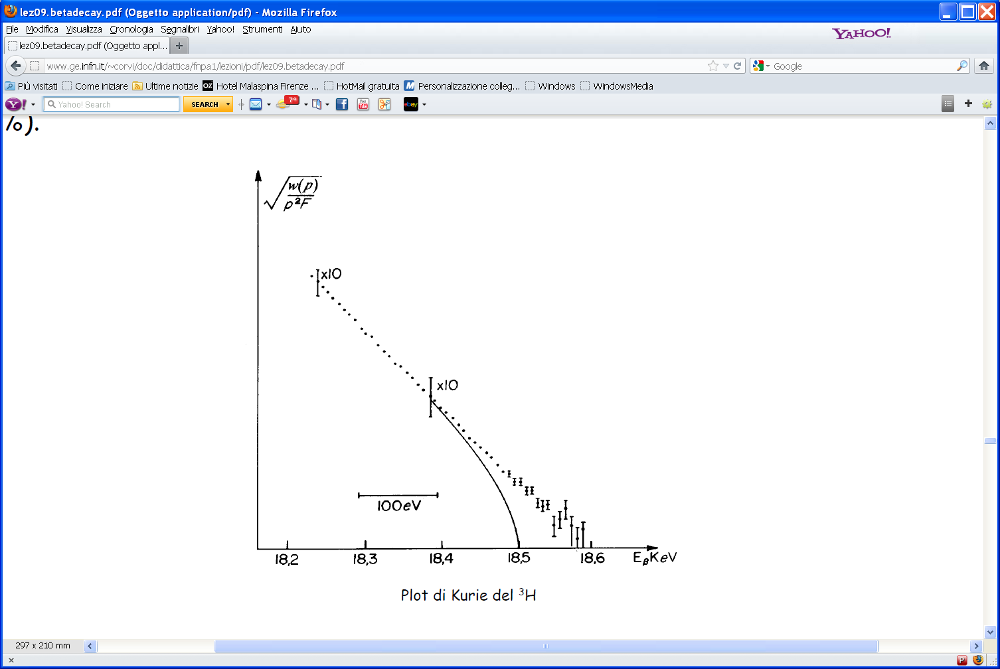 lez09.betadecay.pdf (Oggetto application/pdf) - Mozilla Firefox
File Modifica Visualizza Cronologia Segnalibri Yahoo! Strumenti Aiuto
YAHOO!
lez09.betadecay.pdf (Oggetto appl... +
www.ge.infn.it/~corvi/doc/didattica/fnpa1/lezioni/pdf/lez09.betadecay.pdf
Google
Più visitati Come iniziare Ultime notizie Hotel Malaspina Firenze ... HotMail gratuita Personalizzazione colleg... Windows WindowsMedia
Y! Yahoo! Search SEARCH 7° You Tube ebay
%).
√ w(p)
p²F
x10
x10
100eV
18,2 18,3 18,4 18,5 18,6 EβKeV
Plot di Kurie del ³H
297 x 210 mm
x